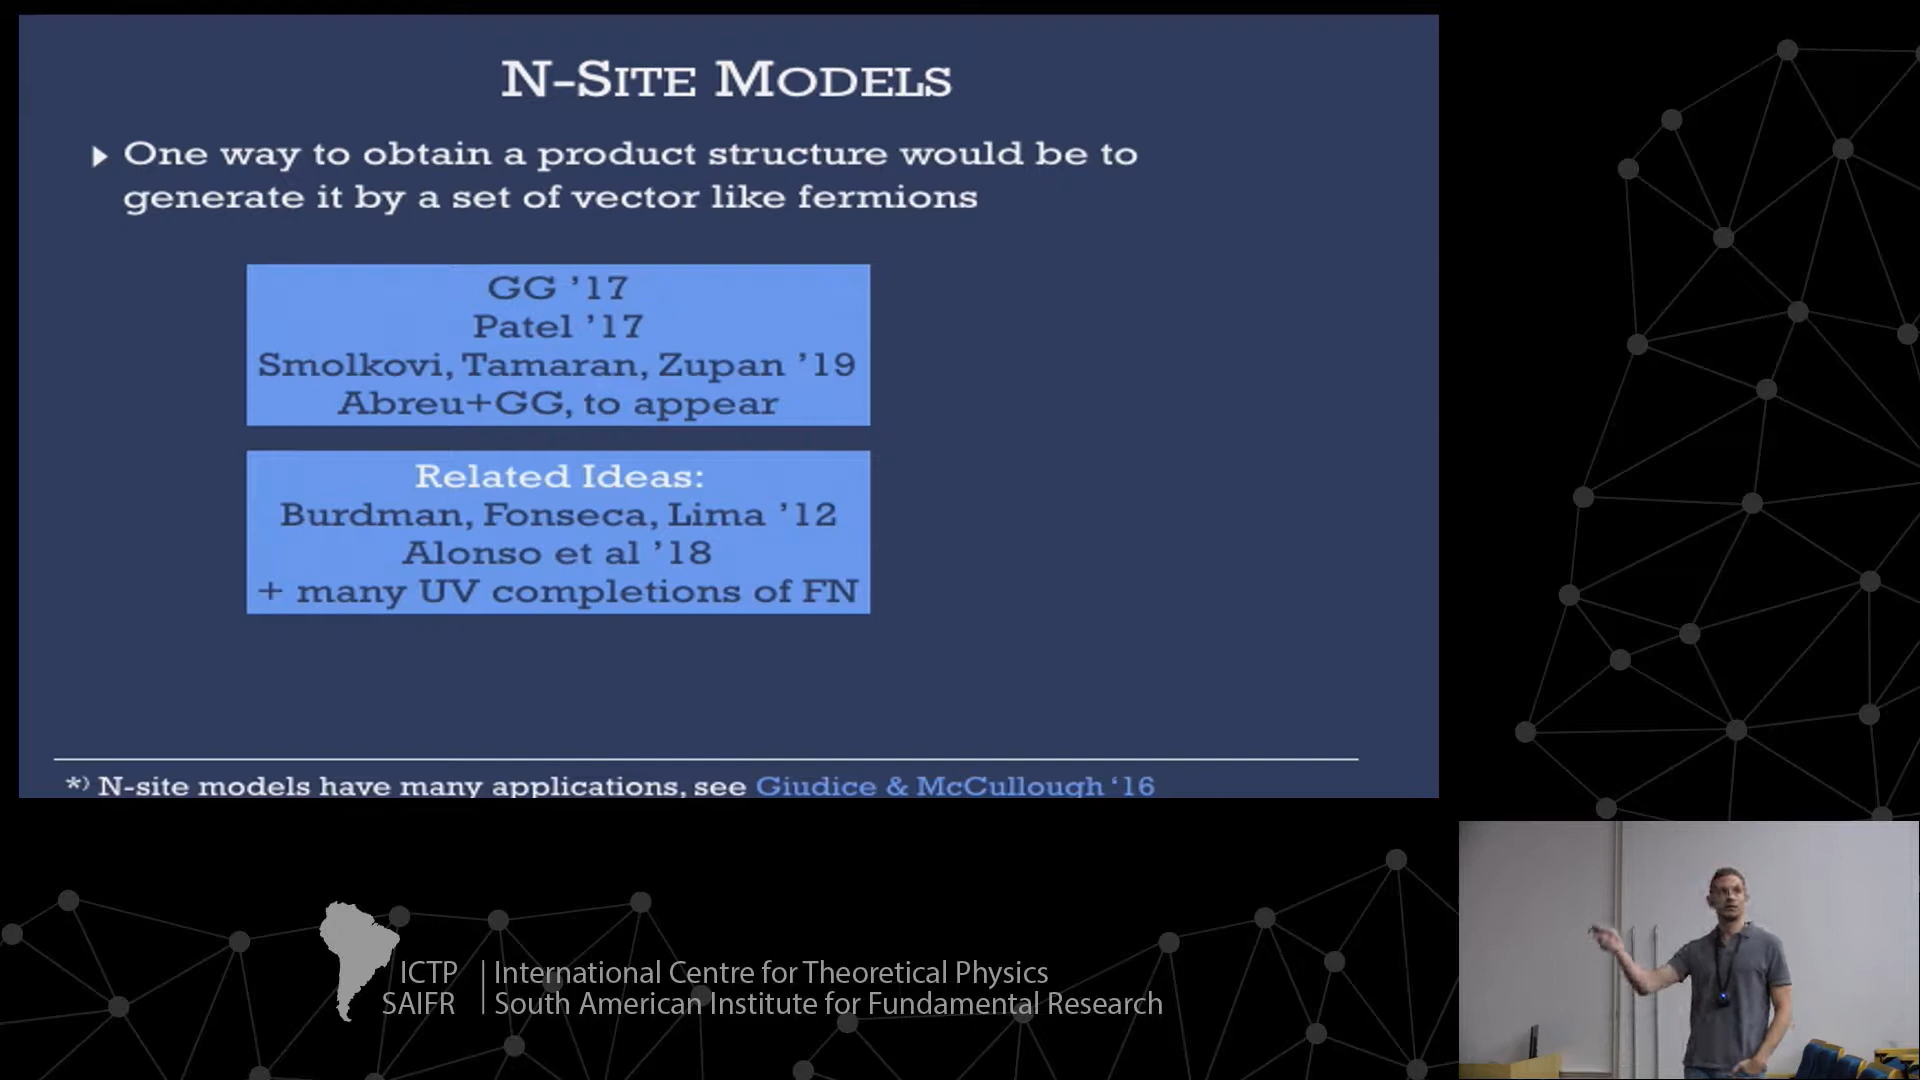 N-Site Models
One way to obtain a product structure would be to
generate it by a set of vector like fermions
GG ’17
Patel ’17
Smolkovi, Tamaran, Zupan ’19
Abreu+GG, to appear
Related Ideas:
Burdman, Fonseca, Lima ’12
Alonso et al ’18
+ many UV completions of FN
*) N-site models have many applications, see Giudice & McCullough ‘16
ICTP
SAIFR
International Centre for Theoretical Physics
South American Institute for Fundamental Research